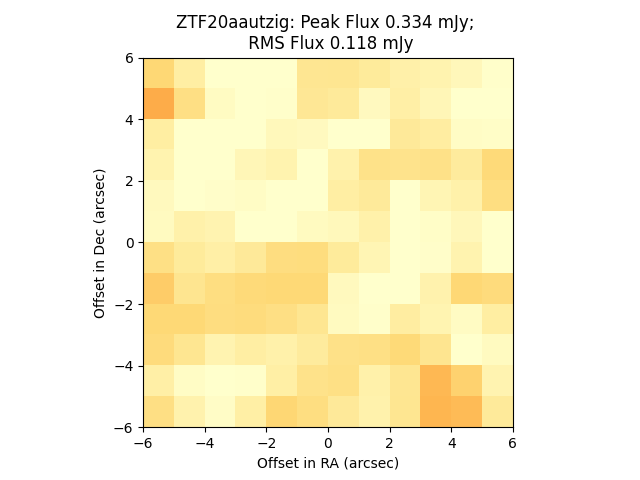 ZTF20aautzig: Peak Flux 0.334 mJy;
RMS Flux 0.118 mJy
6
4
2
0
−2
−4
−6
Offset in Dec (arcsec)
−6 −4 −2 0 2 4 6
Offset in RA (arcsec)